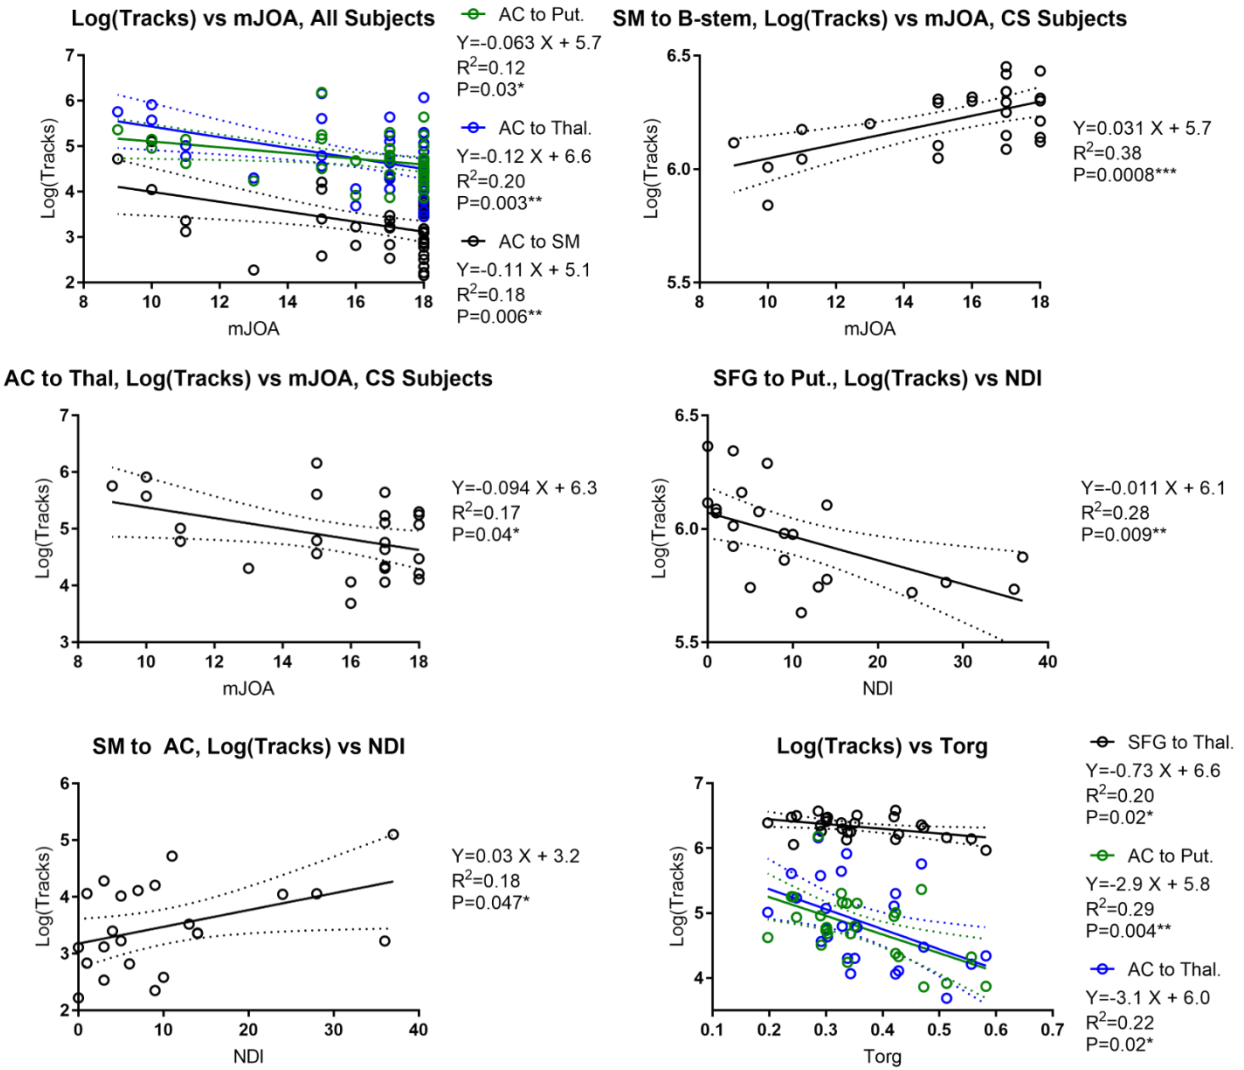 Log(Tracks) vs mJOA, All Subjects
7
6
5
4
3
2
Log(Tracks)
8 10 12 14 16 18
mJOA
AC to Put.
Y=-0.063 X + 5.7
R²=0.12
P=0.03*
AC to Thal.
Y=-0.12 X + 6.6
R²=0.20
P=0.003**
AC to SM
Y=-0.11 X + 5.1
R²=0.18
P=0.006**
SM to B-stem, Log(Tracks) vs mJOA, CS Subjects
6.5
6.0
5.5
Log(Tracks)
8 10 12 14 16 18
mJOA
Y=0.031 X + 5.7
R²=0.38
P=0.0008***
AC to Thal, Log(Tracks) vs mJOA, CS Subjects
7
6
5
4
3
Log(Tracks)
8 10 12 14 16 18
mJOA
Y=-0.094 X + 6.3
R²=0.17
P=0.04*
SFG to Put., Log(Tracks) vs NDI
6.5
6.0
5.5
Log(Tracks)
0 10 20 30 40
NDI
Y=-0.011 X + 6.1
R²=0.28
P=0.009**
SM to AC, Log(Tracks) vs NDI
6
5
4
3
2
Log(Tracks)
0 10 20 30 40
NDI
Y=0.03 X + 3.2
R²=0.18
P=0.047*
Log(Tracks) vs Torg
7
6
5
4
Log(Tracks)
0.1 0.2 0.3 0.4 0.5 0.6 0.7
Torg
SFG to Thal.
Y=-0.73 X + 6.6
R²=0.20
P=0.02*
AC to Put.
Y=-2.9 X + 5.8
R²=0.29
P=0.004**
AC to Thal.
Y=-3.1 X + 6.0
R²=0.22
P=0.02*